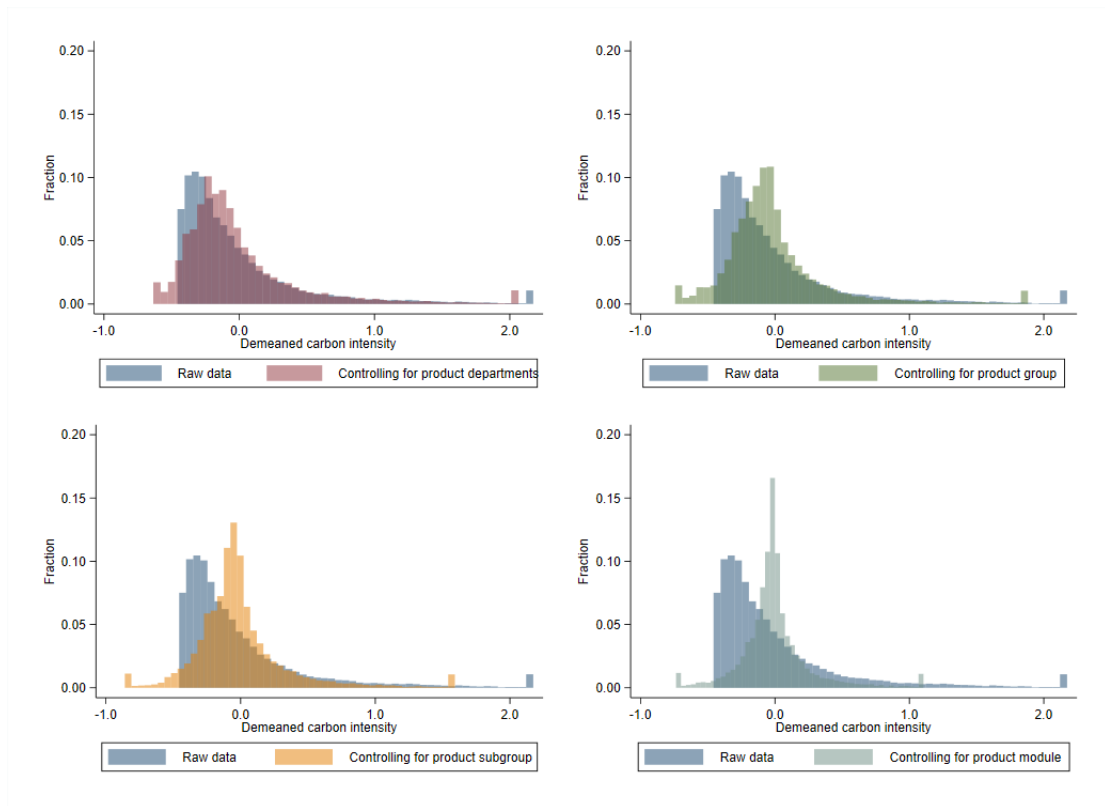 0.20
0.15
0.10
0.05
0.00
Fraction
-1.0 0.0 1.0 2.0
Demeaned carbon intensity
Raw data Controlling for product departments
0.20
0.15
0.10
0.05
0.00
Fraction
-1.0 0.0 1.0 2.0
Demeaned carbon intensity
Raw data Controlling for product group
0.20
0.15
0.10
0.05
0.00
Fraction
-1.0 0.0 1.0 2.0
Demeaned carbon intensity
Raw data Controlling for product subgroup
0.20
0.15
0.10
0.05
0.00
Fraction
-1.0 0.0 1.0 2.0
Demeaned carbon intensity
Raw data Controlling for product module